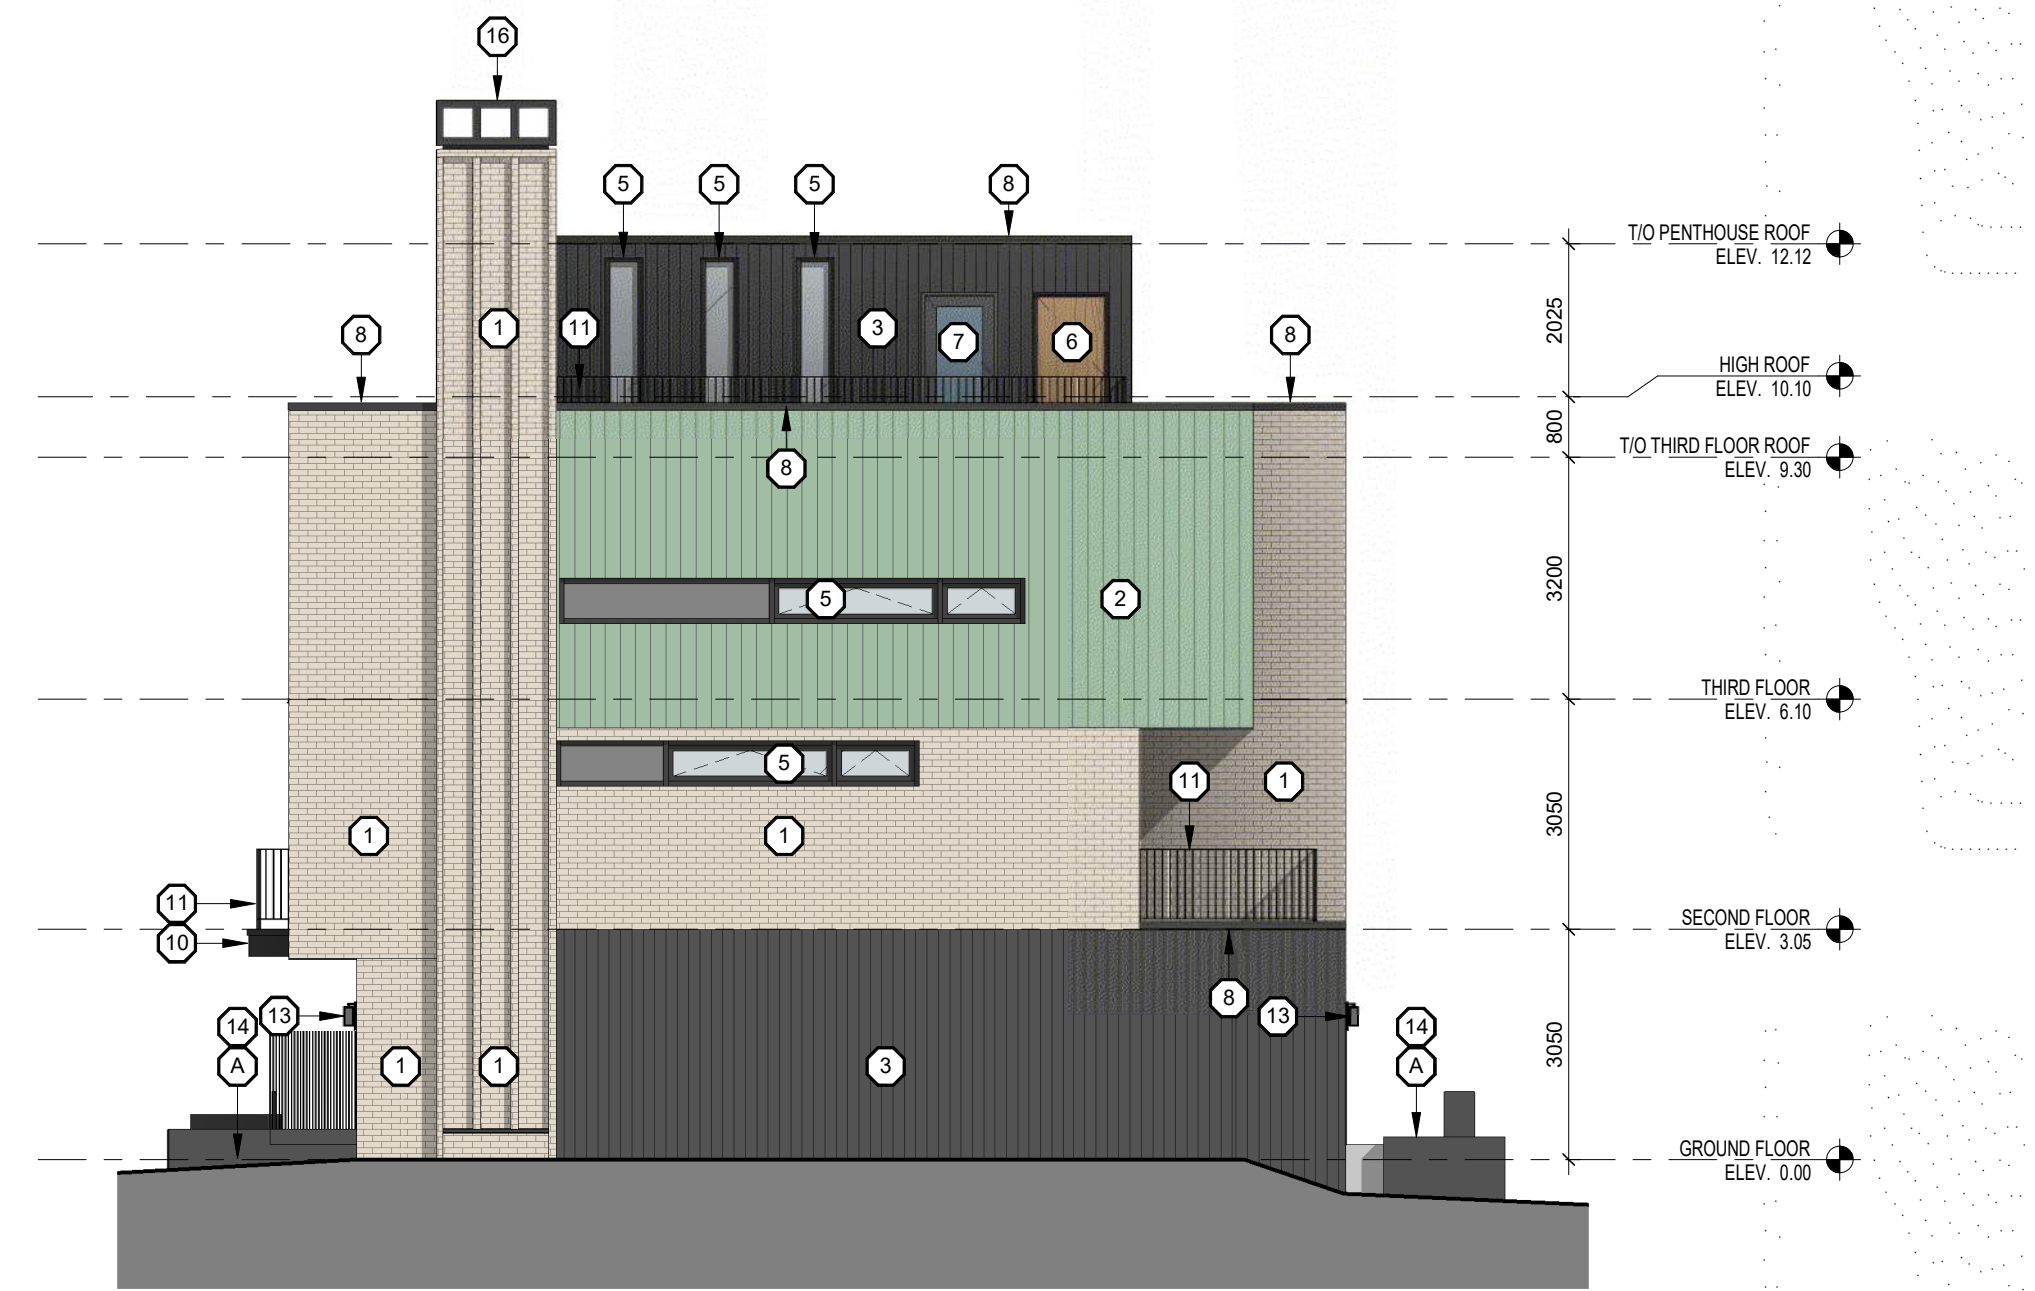 16
5 5 5 8
T/O PENTHOUSE ROOF
ELEV. 12.12
2025
8 1 11 3 7 6 8
HIGH ROOF
ELEV. 10.10
800
T/O THIRD FLOOR ROOF
ELEV. 9.30
8
3200
5 2
THIRD FLOOR
ELEV. 6.10
5 11 1
3050
1 1
11
SECOND FLOOR
ELEV. 3.05
10
8
14 13 13 14
3050
A 1 1 3 A
GROUND FLOOR
ELEV. 0.00